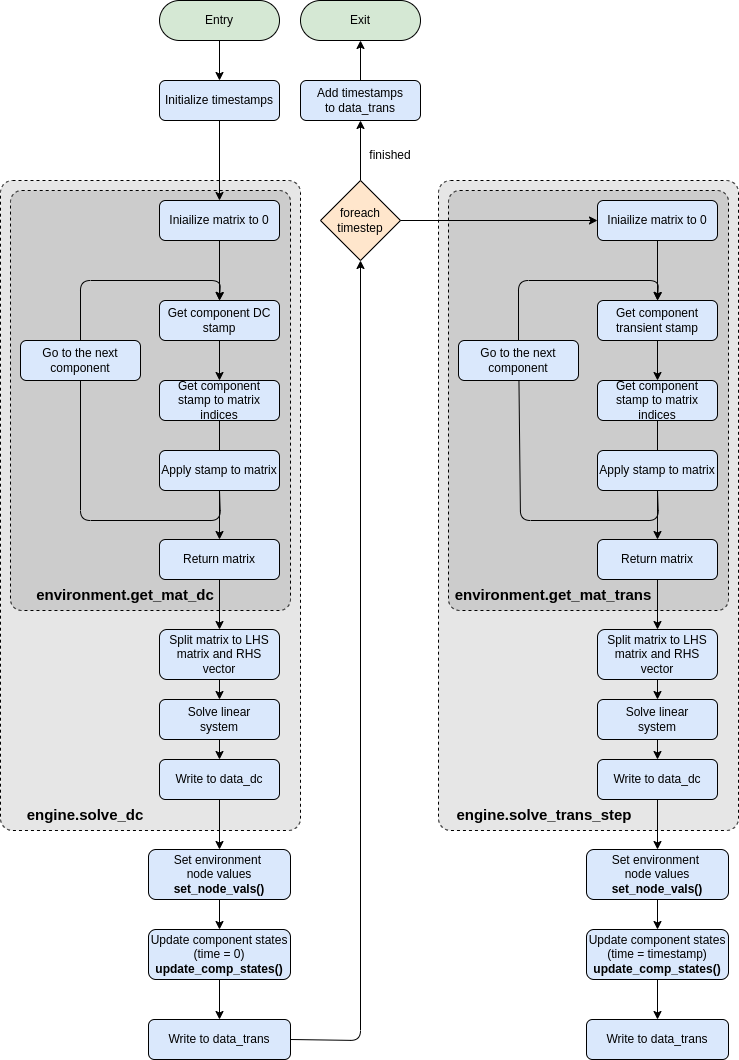 Entry
Initialize timestamps
Iniailize matrix to 0
Get component DC
stamp
Go to the next
component
Get component
stamp to matrix
indices
Apply stamp to matrix
Return matrix
environment.get_mat_dc
Split matrix to LHS
matrix and RHS
vector
Solve linear
system
Write to data_dc
engine.solve_dc
Set environment
node values
set_node_vals()
Update component states
(time = 0)
update_comp_states()
Write to data_trans
Exit
Add timestamps
to data_trans
finished
foreach
timestep
Iniailize matrix to 0
Get component
transient stamp
Go to the next
component
Get component
stamp to matrix
indices
Apply stamp to matrix
Return matrix
environment.get_mat_trans
Split matrix to LHS
matrix and RHS
vector
Solve linear
system
Write to data_dc
engine.solve_trans_step
Set environment
node values
set_node_vals()
Update component states
(time = timestamp)
update_comp_states()
Write to data_trans